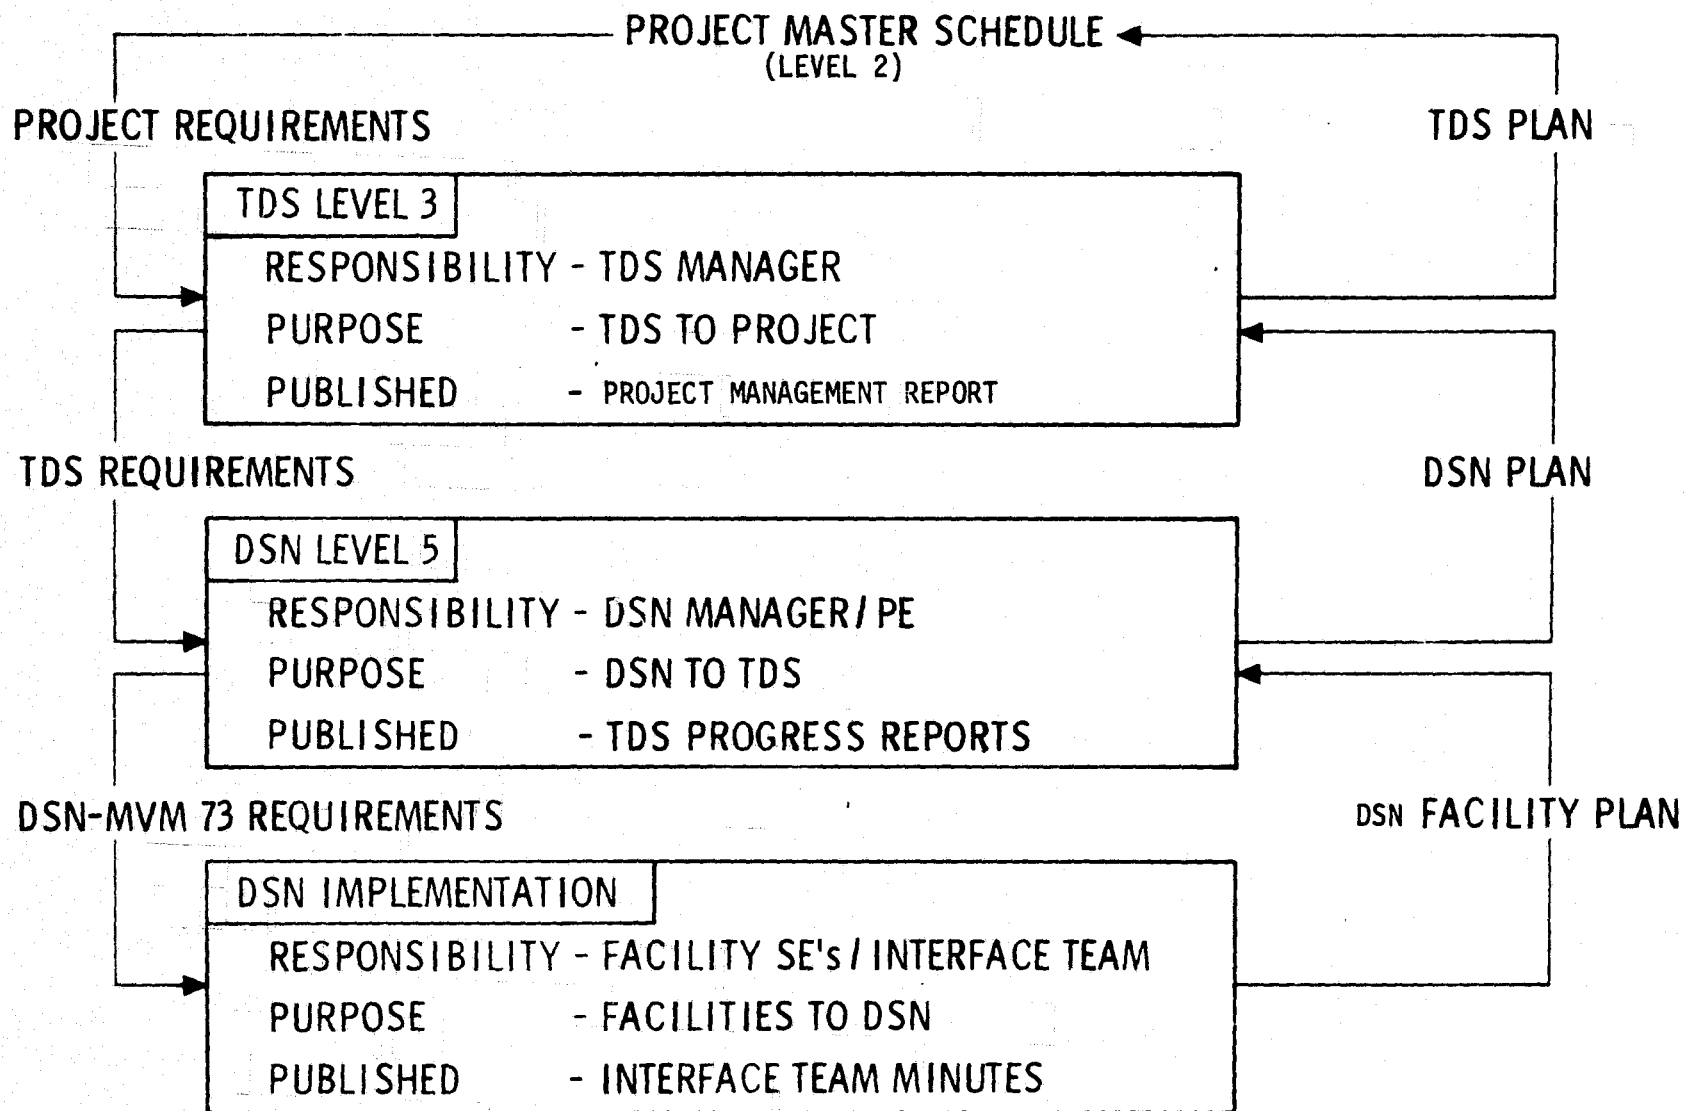 PROJECT MASTER SCHEDULE
(LEVEL 2)
PROJECT REQUIREMENTS
TDS PLAN
TDS LEVEL 3
RESPONSIBILITY - TDS MANAGER
PURPOSE - TDS TO PROJECT
PUBLISHED - PROJECT MANAGEMENT REPORT
TDS REQUIREMENTS
DSN PLAN
DSN LEVEL 5
RESPONSIBILITY - DSN MANAGER/PE
PURPOSE - DSN TO TDS
PUBLISHED - TDS PROGRESS REPORTS
DSN-MVM 73 REQUIREMENTS
DSN FACILITY PLAN
DSN IMPLEMENTATION
RESPONSIBILITY - FACILITY SE's/INTERFACE TEAM
PURPOSE - FACILITIES TO DSN
PUBLISHED - INTERFACE TEAM MINUTES